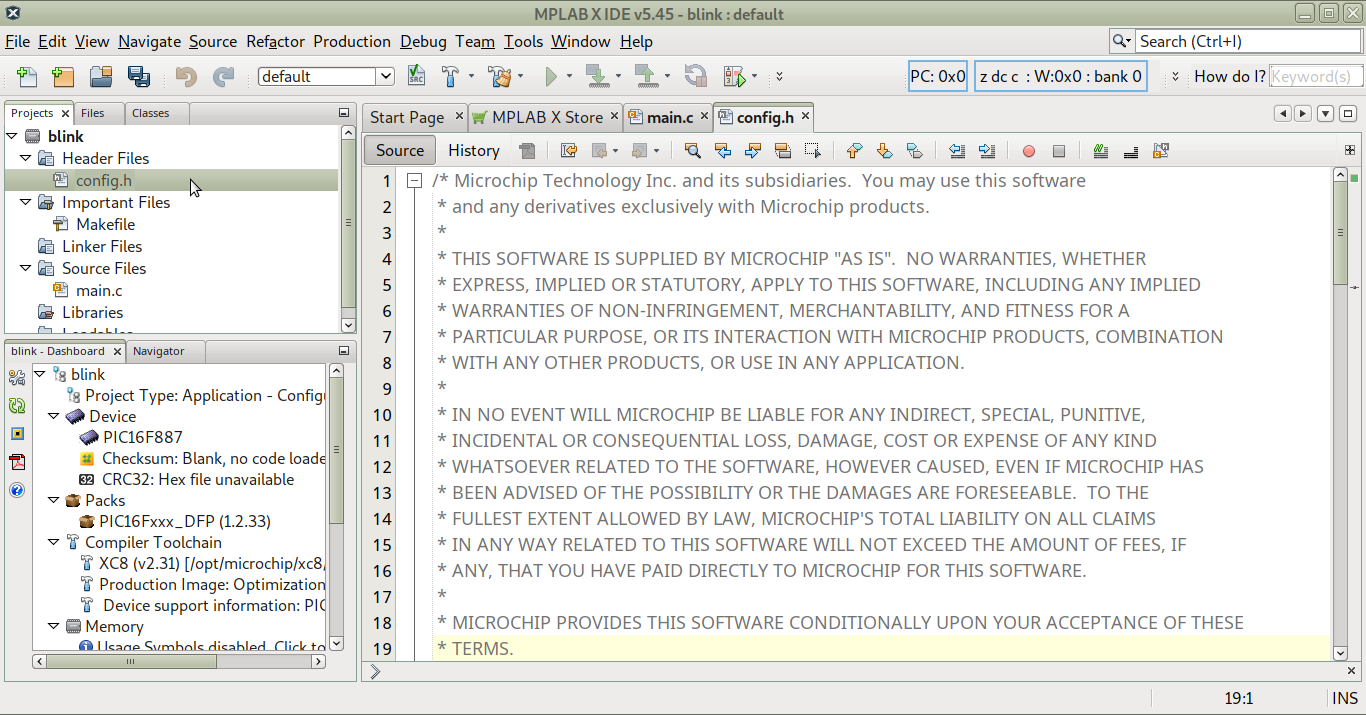 MPLAB X IDE v5.45 - blink : default
File Edit View Navigate Source Refactor Production Debug Team Tools Window Help
Search (Ctrl+I)
default
PC: 0x0
z dc c : W:0x0 : bank 0
How do I?
Keyword(s)
Projects
Files
Classes
blink
Header Files
config.h
Important Files
Makefile
Linker Files
Source Files
main.c
Libraries
Loadables
blink - Dashboard
Navigator
blink
Project Type: Application - Configu
Device
PIC16F887
Checksum: Blank, no code loade
32 CRC32: Hex file unavailable
Packs
PIC16Fxxx_DFP (1.2.33)
Compiler Toolchain
XC8 (v2.31) [/opt/microchip/xc8/
Production Image: Optimization
Device support information: PIC
Memory
Usage Symbols disabled. Click to
Start Page
MPLAB X Store
main.c
config.h
Source
History
1 /* Microchip Technology Inc. and its subsidiaries.  You may use this software
2 * and any derivatives exclusively with Microchip products.
3 *
4 * THIS SOFTWARE IS SUPPLIED BY MICROCHIP "AS IS".  NO WARRANTIES, WHETHER
5 * EXPRESS, IMPLIED OR STATUTORY, APPLY TO THIS SOFTWARE, INCLUDING ANY IMPLIED
6 * WARRANTIES OF NON-INFRINGEMENT, MERCHANTABILITY, AND FITNESS FOR A
7 * PARTICULAR PURPOSE, OR ITS INTERACTION WITH MICROCHIP PRODUCTS, COMBINATION
8 * WITH ANY OTHER PRODUCTS, OR USE IN ANY APPLICATION.
9 *
10 * IN NO EVENT WILL MICROCHIP BE LIABLE FOR ANY INDIRECT, SPECIAL, PUNITIVE,
11 * INCIDENTAL OR CONSEQUENTIAL LOSS, DAMAGE, COST OR EXPENSE OF ANY KIND
12 * WHATSOEVER RELATED TO THE SOFTWARE, HOWEVER CAUSED, EVEN IF MICROCHIP HAS
13 * BEEN ADVISED OF THE POSSIBILITY OR THE DAMAGES ARE FORESEEABLE.  TO THE
14 * FULLEST EXTENT ALLOWED BY LAW, MICROCHIP'S TOTAL LIABILITY ON ALL CLAIMS
15 * IN ANY WAY RELATED TO THIS SOFTWARE WILL NOT EXCEED THE AMOUNT OF FEES, IF
16 * ANY, THAT YOU HAVE PAID DIRECTLY TO MICROCHIP FOR THIS SOFTWARE.
17 *
18 * MICROCHIP PROVIDES THIS SOFTWARE CONDITIONALLY UPON YOUR ACCEPTANCE OF THESE
19 * TERMS.
19:1
INS